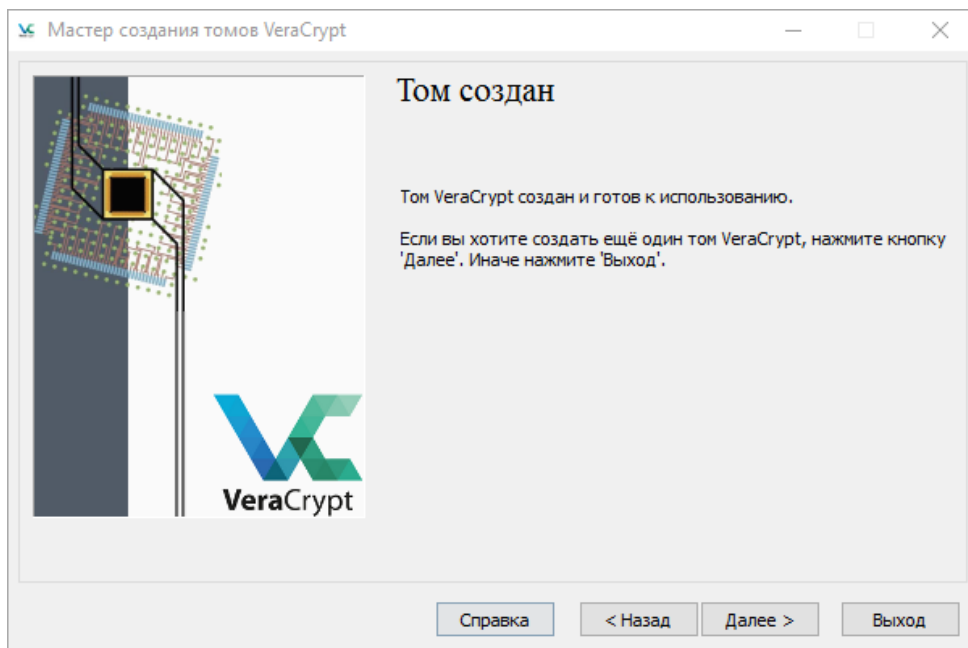 Мастер создания томов VeraCrypt
Том создан
Том VeraCrypt создан и готов к использованию.
Если вы хотите создать ещё один том VeraCrypt, нажмите кнопку
'Далее'. Иначе нажмите 'Выход'.
VeraCrypt
Справка
< Назад
Далее >
Выход